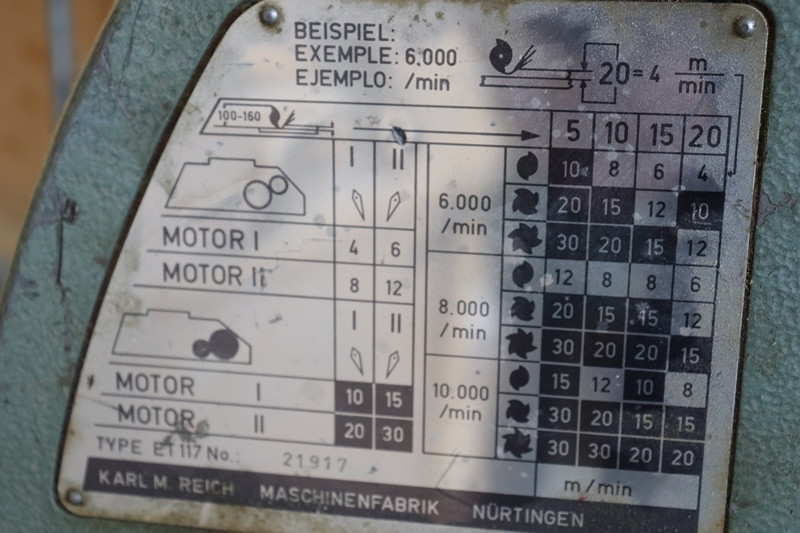 BEISPIEL:
EXEMPLE: 6.000
EJEMPLO: /min
20 = 4 m/min
100-160
5 10 15 20
I II
10 8 6 4
6.000 /min
20 15 12 10
30 20 15 12
MOTOR I 4 6
MOTOR II 8 12
12 8 8 6
8.000 /min
20 15 15 12
30 20 20 15
I II
10.000 /min
15 12 10 8
30 20 15 15
30 30 20 20
MOTOR I 10 15
MOTOR II 20 30
TYPE ET 117 No.: 21917
m/min
KARL M. REICH MASCHINENFABRIK NÜRTINGEN